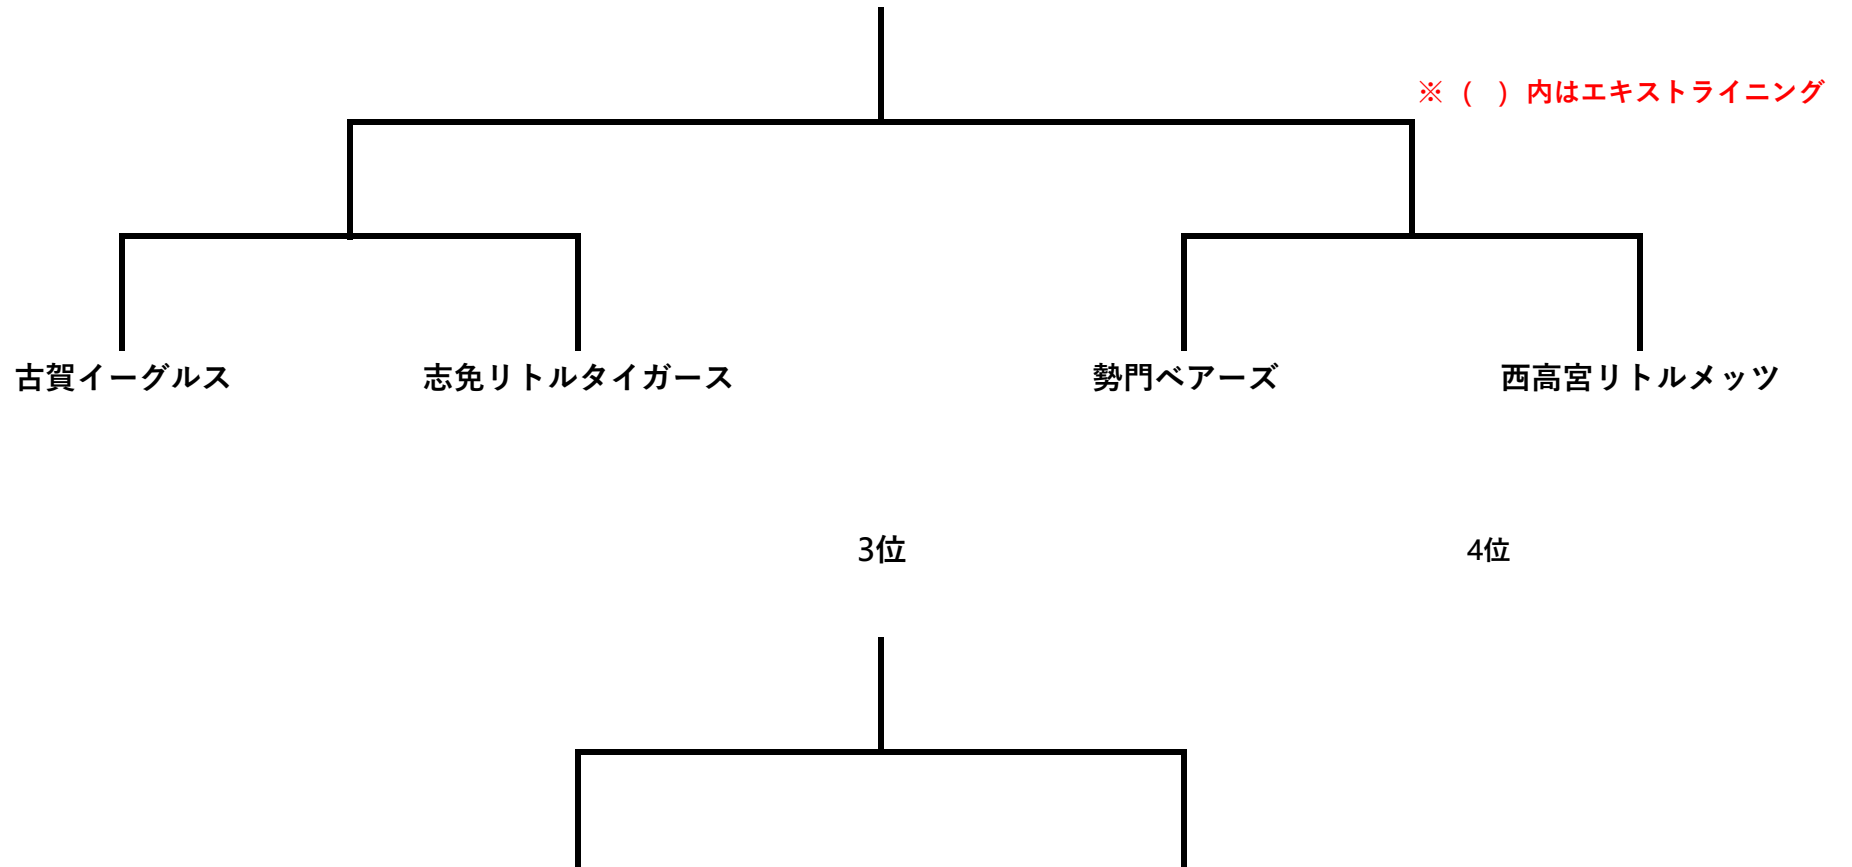 ※（　）内はエキストライニング
古賀イーグルス　志免リトルタイガース　勢門ベアーズ　西高宮リトルメッツ
3位　4位